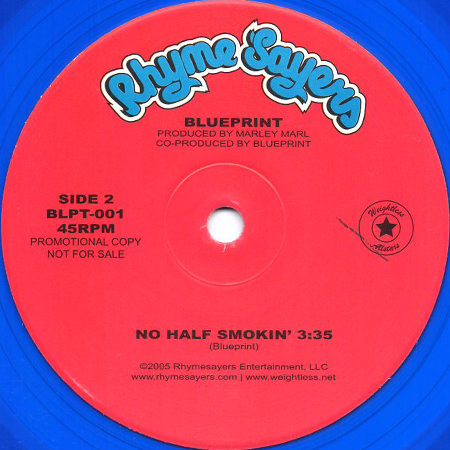 Rhyme Sayers
BLUEPRINT
PRODUCED BY MARLEY MARL
CO-PRODUCED BY BLUEPRINT
SIDE 2
BLPT-001
45RPM
PROMOTIONAL COPY
NOT FOR SALE
Weightless
Allstars
NO HALF SMOKIN' 3:35
(Blueprint)
©2005 Rhymesayers Entertainment, LLC
www.rhymesayers.com | www.weightless.net